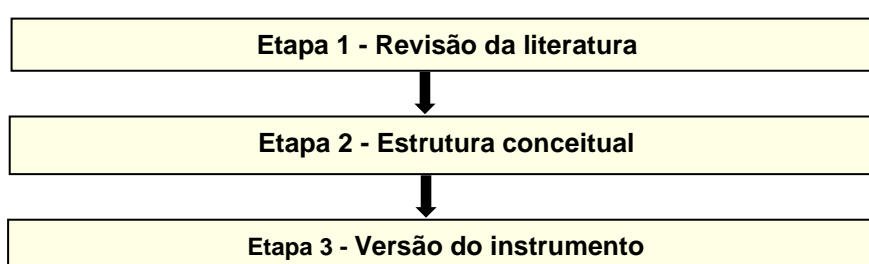 Etapa 1 - Revisão da literatura
Etapa 2 - Estrutura conceitual
Etapa 3 - Versão do instrumento